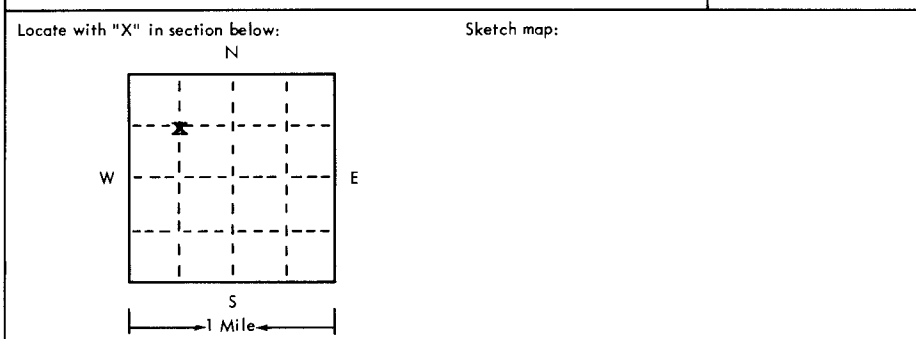 Locate with "X" in section below: Sketch map:
N
X
W E
S
1 Mile